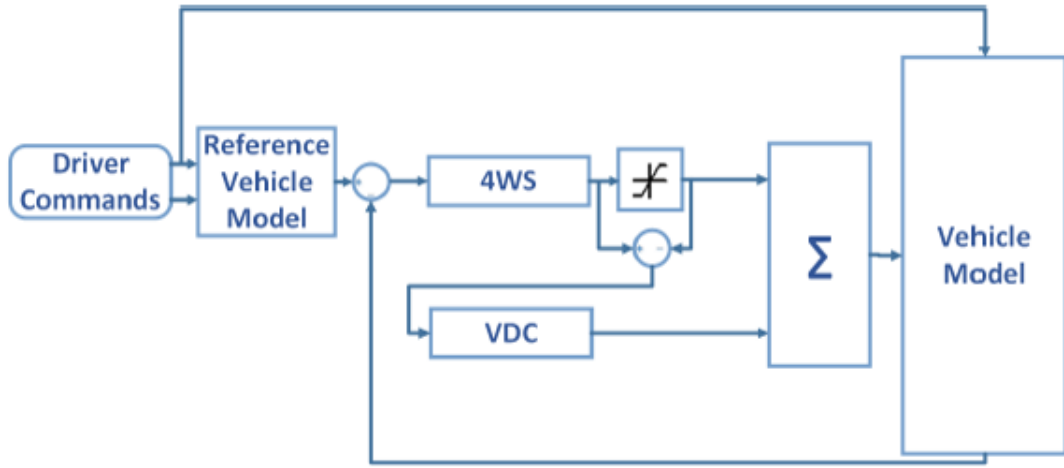 Driver
Commands
Reference
Vehicle
Model
+
-
4WS
+
-
VDC
Σ
Vehicle
Model